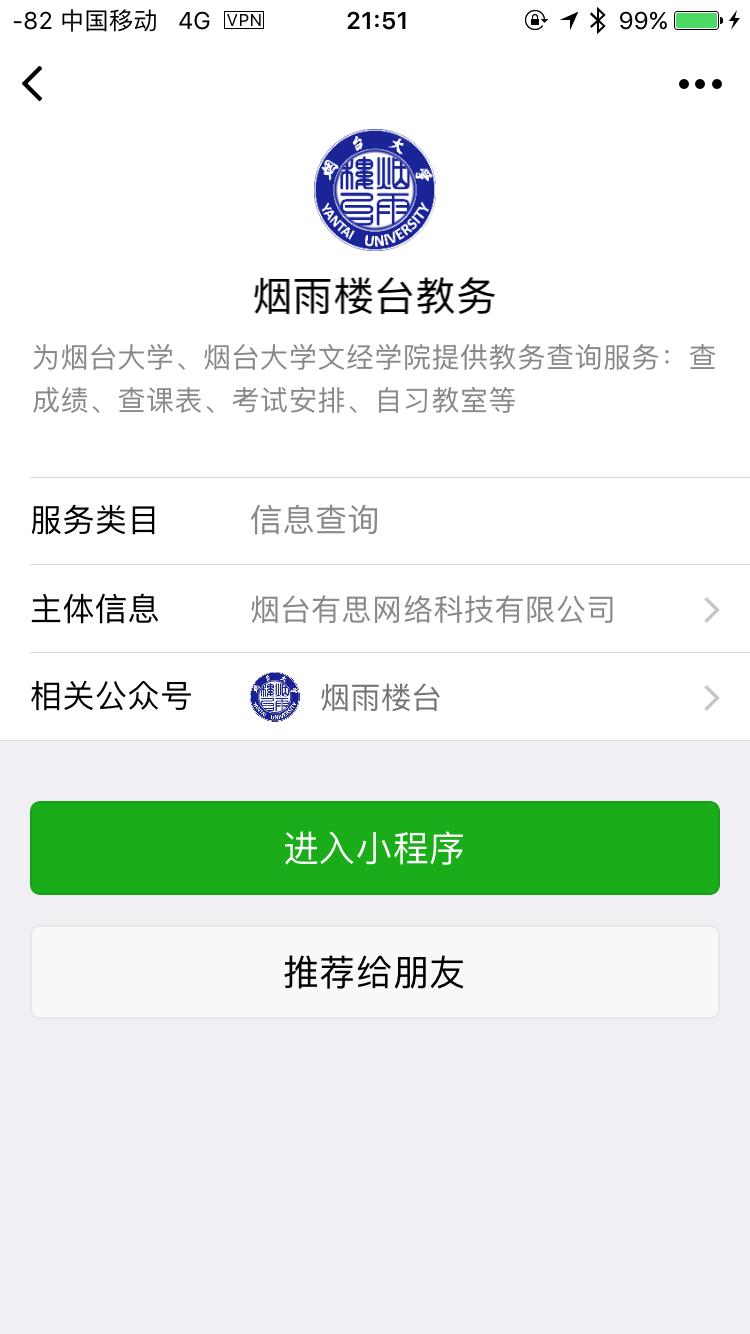 -82 中国移动 4G VPN 21:51 99%
烟台大学
樓烟
台雨
YANTAI UNIVERSITY
烟雨楼台教务
为烟台大学、烟台大学文经学院提供教务查询服务：查
成绩、查课表、考试安排、自习教室等
服务类目 信息查询
主体信息 烟台有思网络科技有限公司
相关公众号 烟雨楼台
进入小程序
推荐给朋友